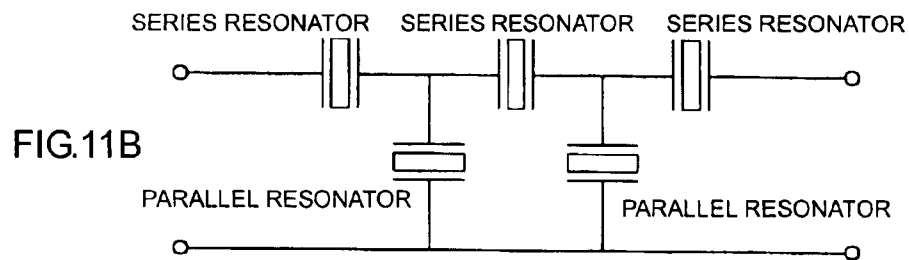 SERIES RESONATOR SERIES RESONATOR SERIES RESONATOR
FIG.11B
PARALLEL RESONATOR PARALLEL RESONATOR